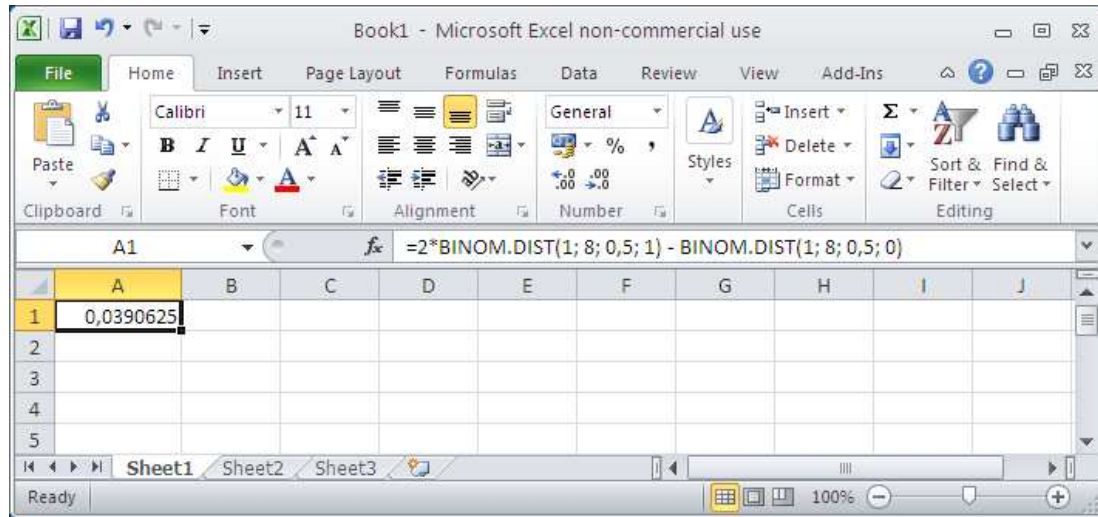 Book1 - Microsoft Excel non-commercial use
File Home Insert Page Layout Formulas Data Review View Add-Ins
Calibri 11 General Insert Σ
Paste B I U A A % , Styles Delete Sort & Filter Find & Select
Format
Clipboard Font Alignment Number Cells Editing
A1 fx =2*BINOM.DIST(1; 8; 0,5; 1) - BINOM.DIST(1; 8; 0,5; 0)
A B C D E F G H I J
1 0,0390625
2
3
4
5
Sheet1 Sheet2 Sheet3
Ready 100%